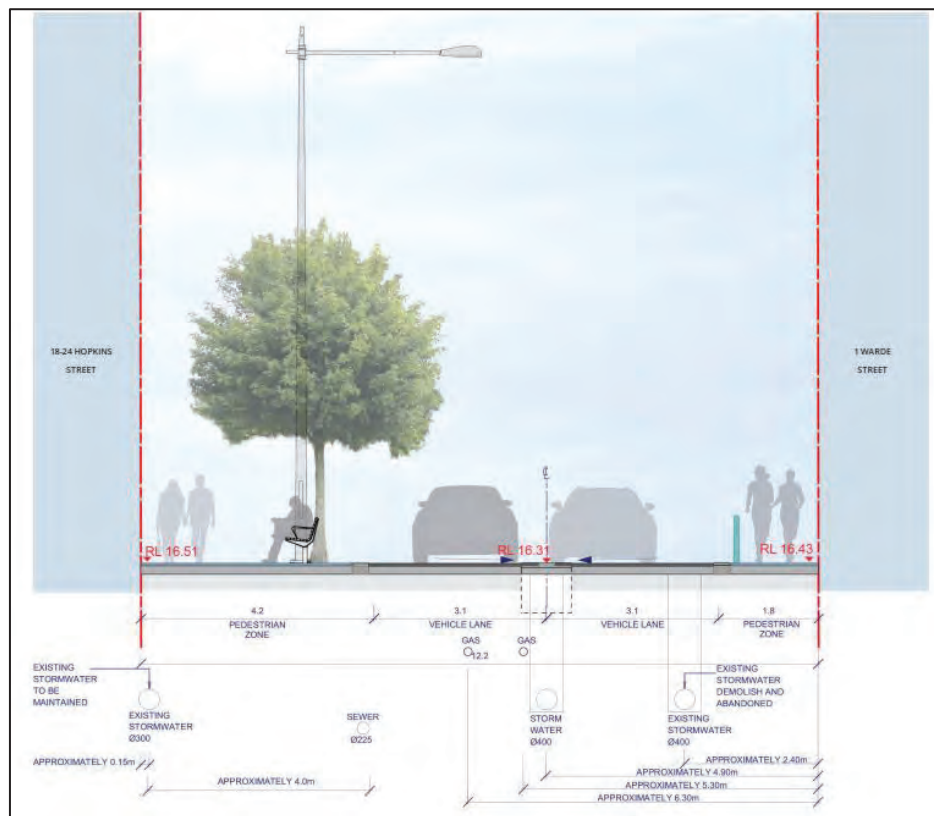 18-24 HOPKINS
STREET
1 WARDE
STREET
℄
RL 16.51
RL 16.31
RL 16.43
4.2
PEDESTRIAN
ZONE
3.1
VEHICLE LANE
3.1
VEHICLE LANE
1.8
PEDESTRIAN
ZONE
GAS
GAS
12.2
EXISTING
STORMWATER
TO BE
MAINTAINED
EXISTING
STORMWATER
DEMOLISH AND
ABANDONED
EXISTING
STORMWATER
Ø300
SEWER
Ø225
STORM
WATER
Ø400
EXISTING
STORMWATER
Ø400
APPROXIMATELY 0.15m
APPROXIMATELY 2.40m
APPROXIMATELY 4.90m
APPROXIMATELY 4.0m
APPROXIMATELY 5.30m
APPROXIMATELY 6.30m